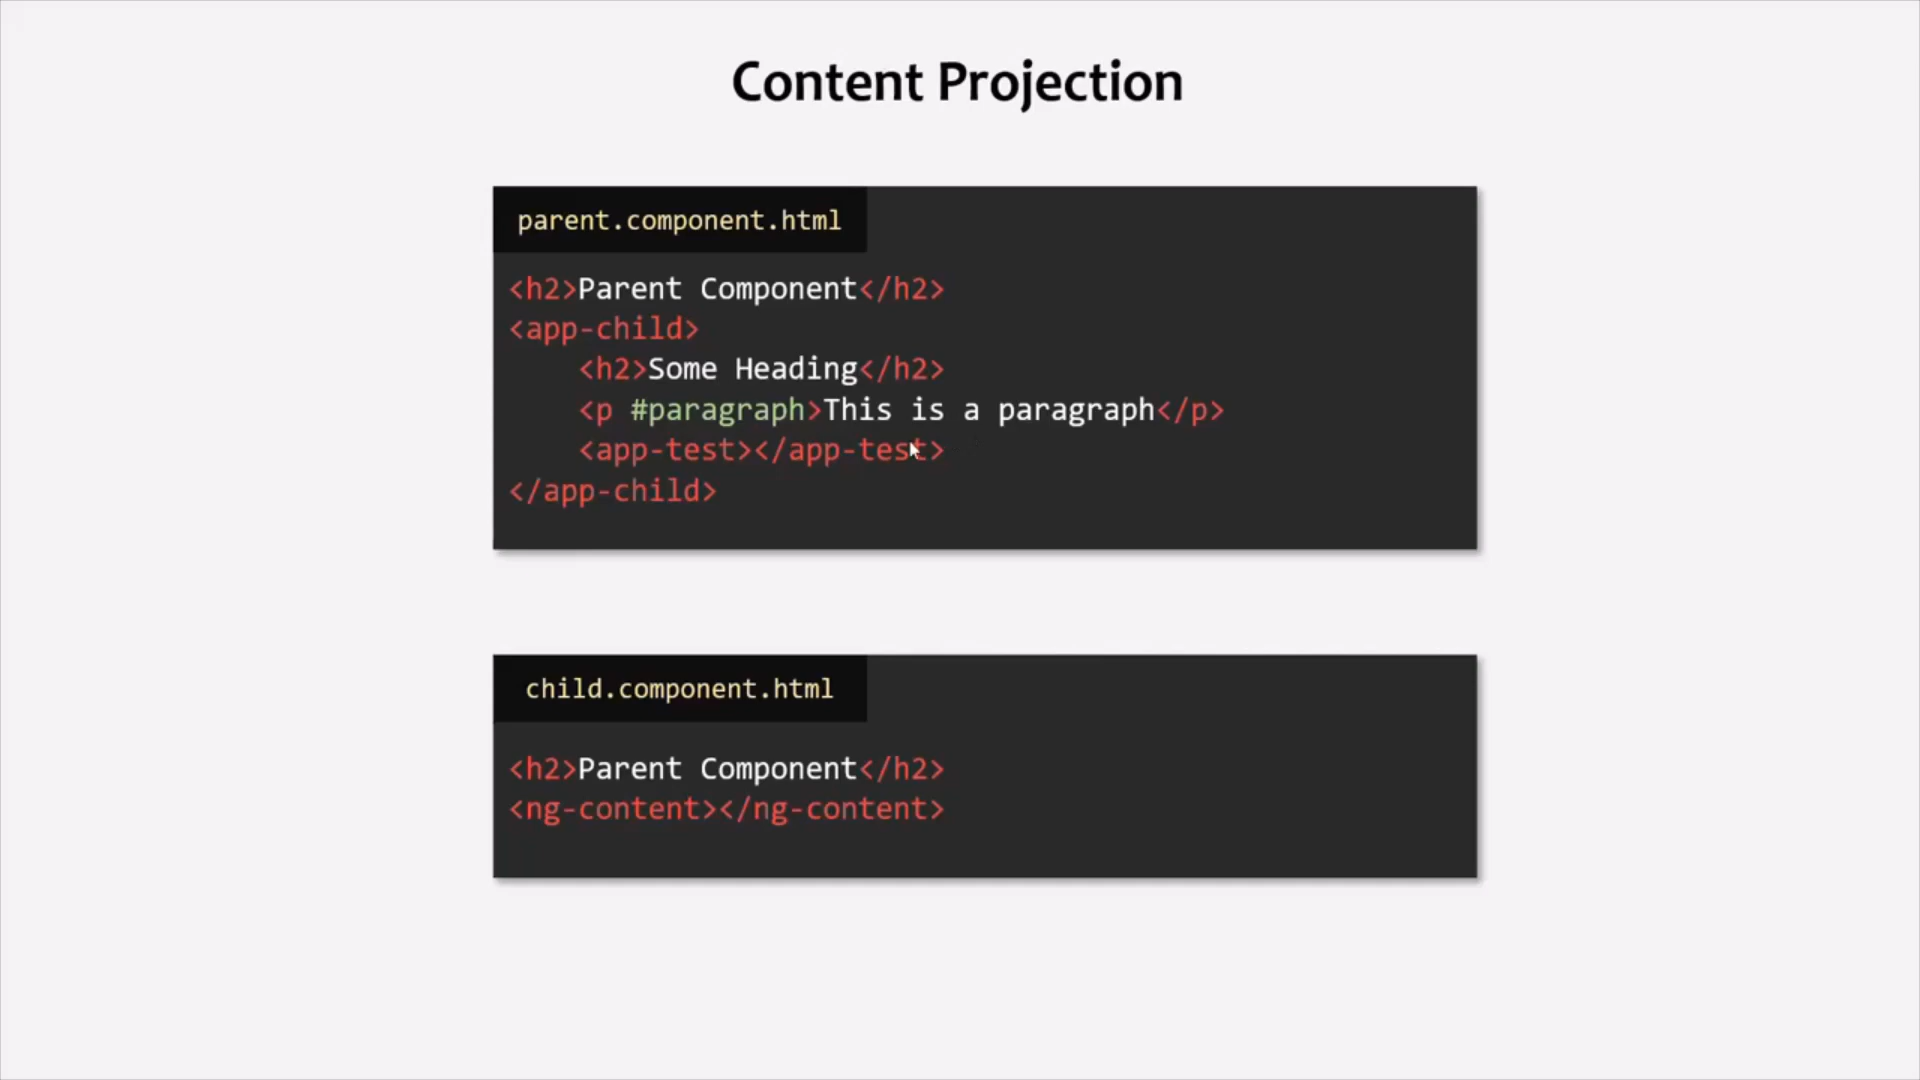 Content Projection
parent.component.html
<h2>Parent Component</h2>
<app-child>
    <h2>Some Heading</h2>
    <p #paragraph>This is a paragraph</p>
    <app-test></app-test>
</app-child>
child.component.html
<h2>Parent Component</h2>
<ng-content></ng-content>